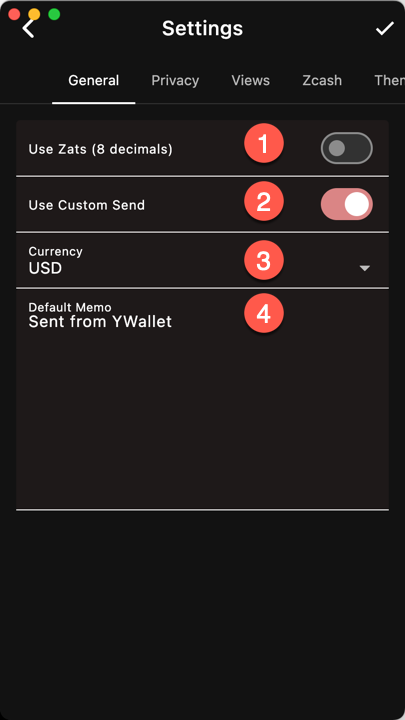 Settings
General Privacy Views Zcash Then
Use Zats (8 decimals) 1
Use Custom Send 2
Currency
USD 3
Default Memo
Sent from YWallet 4